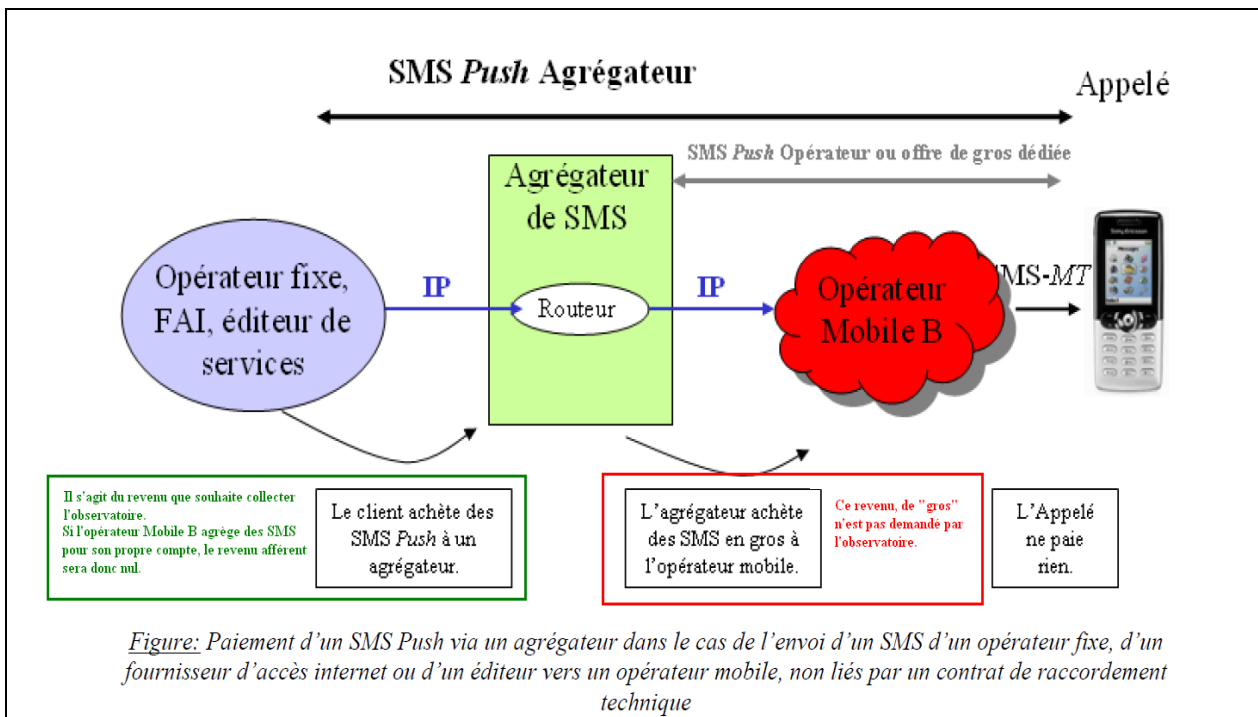 SMS Push Agrégateur
Appelé
SMS Push Opérateur ou offre de gros dédiée
Agrégateur
de SMS
Opérateur fixe,
FAI, éditeur de
services
IP
Routeur
IP
Opérateur
Mobile B
SMS-MT
Sony Ericsson
Messages
Il s'agit du revenu que souhaite collecter
l'observatoire.
Si l'opérateur Mobile B agrège des SMS
pour son propre compte, le revenu afférent
sera donc nul.
Le client achète des
SMS Push à un
agrégateur.
L'agrégateur achète
des SMS en gros à
l'opérateur mobile.
Ce revenu, de "gros"
n'est pas demandé par
l'observatoire.
L'Appelé
ne paie
rien.
Figure: Paiement d'un SMS Push via un agrégateur dans le cas de l'envoi d'un SMS d'un opérateur fixe, d'un
fournisseur d'accès internet ou d'un éditeur vers un opérateur mobile, non liés par un contrat de raccordement
technique